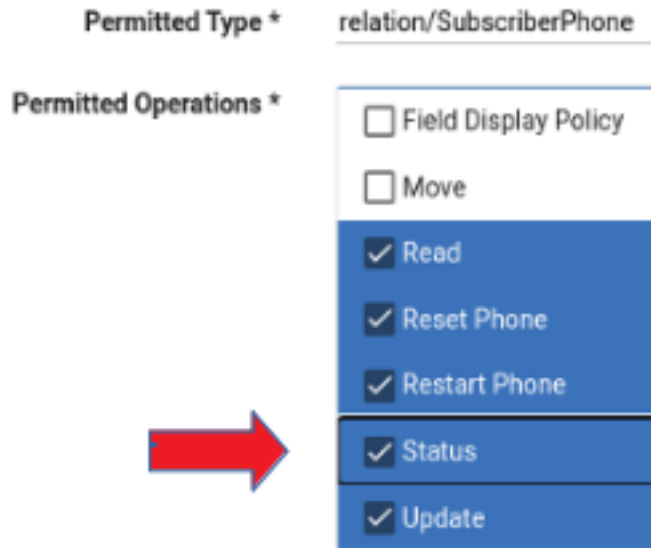 Permitted Type * relation/SubscriberPhone
Permitted Operations *
Field Display Policy
Move
Read
Reset Phone
Restart Phone
Status
Update